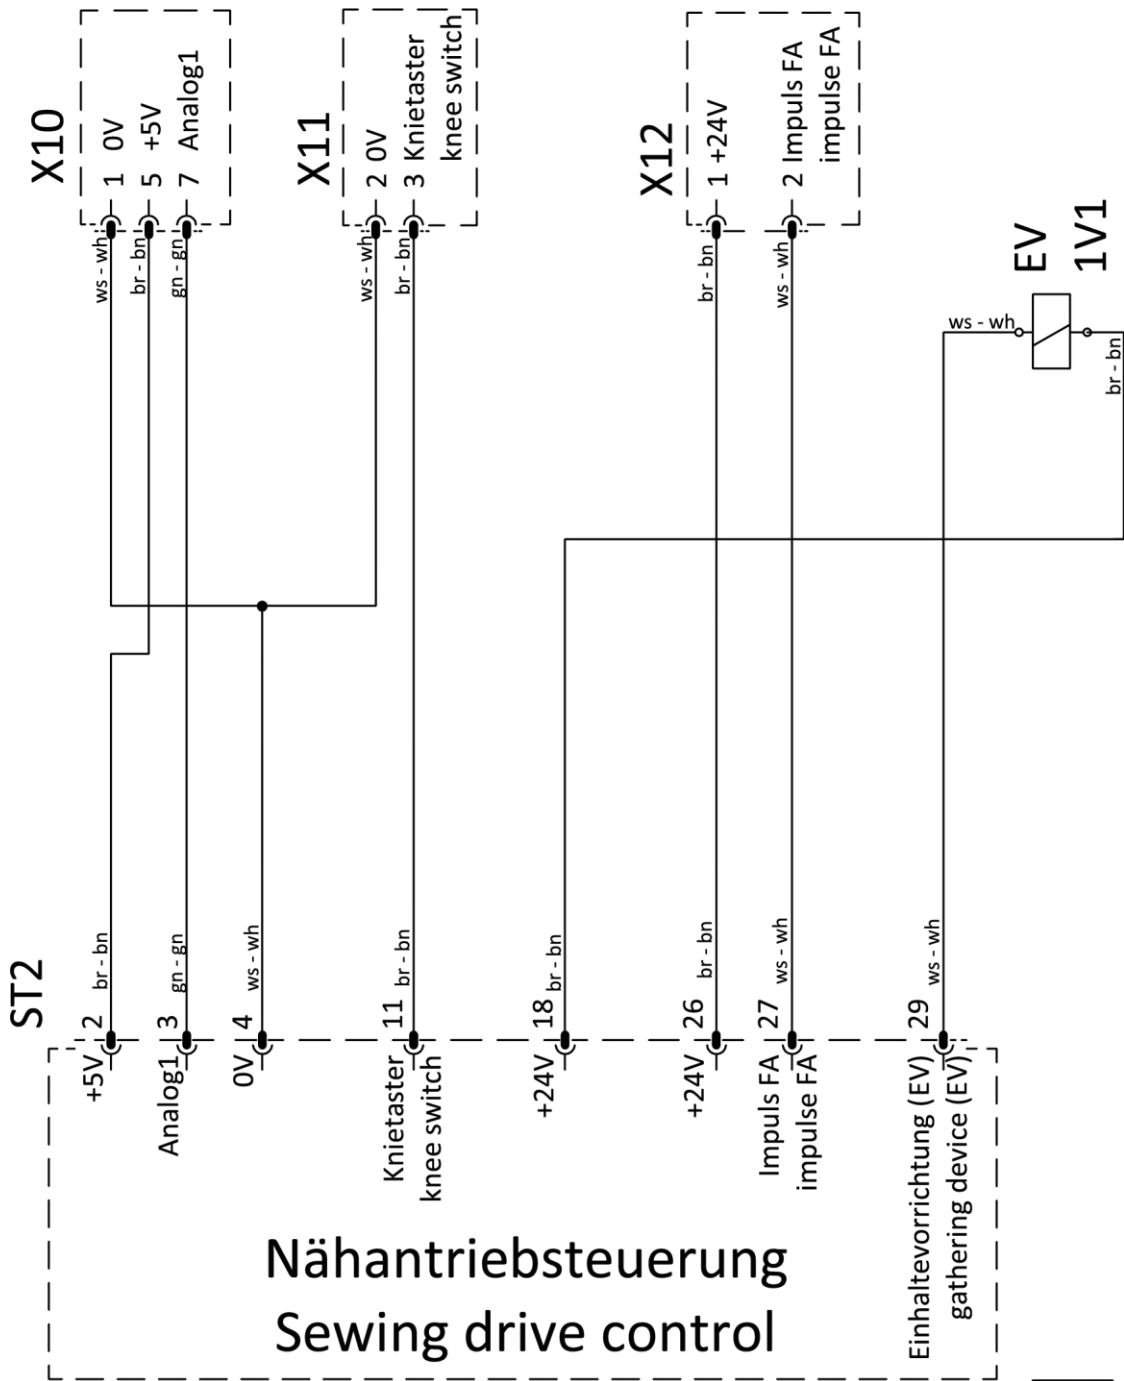 X10
1 0V
5 +5V
7 Analog1
ws - wh
br - bn
gn - gn
X11
2 0V
3 Knietaster
knee switch
ws - wh
br - bn
X12
1 +24V
2 Impuls FA
impulse FA
br - bn
ws - wh
EV
1V1
ws - wh
br - bn
ST2
2
br - bn
+5V
3
gn - gn
Analog1
4
ws - wh
0V
11
br - bn
Knietaster
knee switch
18
br - bn
+24V
26
br - bn
+24V
27
ws - wh
Impuls FA
impulse FA
29
ws - wh
Einhaltevorrichtung (EV)
gathering device (EV)
Nähantriebsteuerung
Sewing drive control